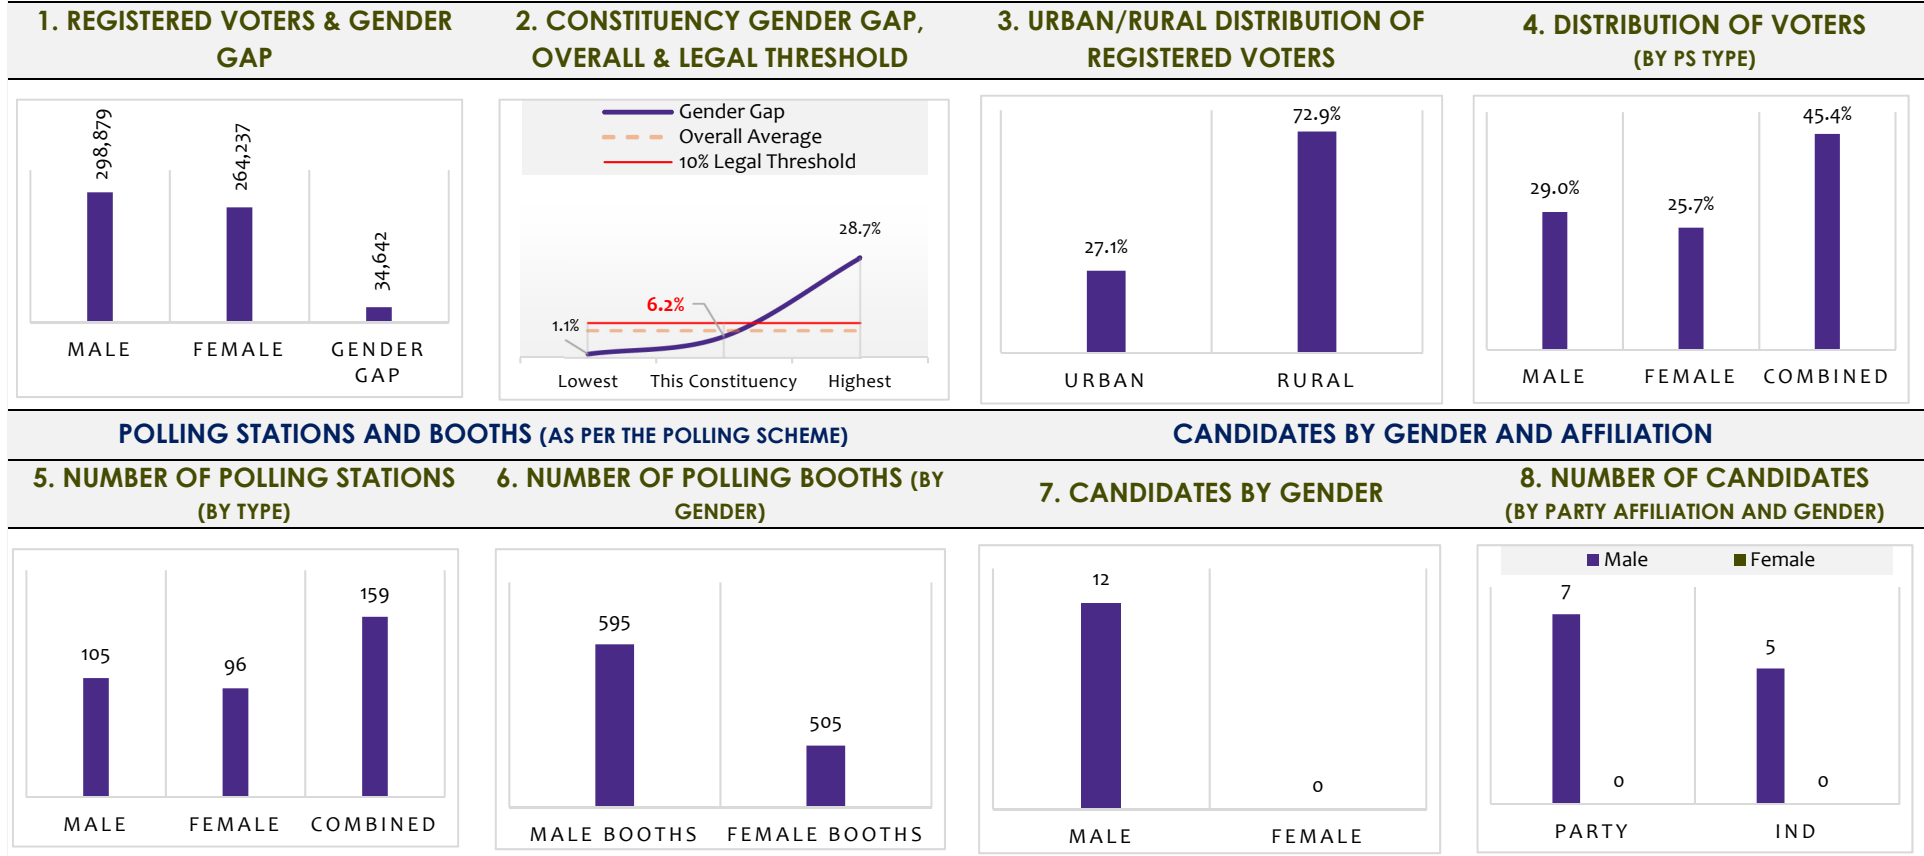 1. REGISTERED VOTERS & GENDER
GAP
2. CONSTITUENCY GENDER GAP,
OVERALL & LEGAL THRESHOLD
3. URBAN/RURAL DISTRIBUTION OF
REGISTERED VOTERS
4. DISTRIBUTION OF VOTERS
(BY PS TYPE)
298,879
264,237
34,642
MALE
FEMALE
GENDER
GAP
Gender Gap
Overall Average
10% Legal Threshold
28.7%
6.2%
1.1%
Lowest
This Constituency
Highest
72.9%
27.1%
URBAN
RURAL
45.4%
29.0%
25.7%
MALE
FEMALE
COMBINED
POLLING STATIONS AND BOOTHS (AS PER THE POLLING SCHEME)
CANDIDATES BY GENDER AND AFFILIATION
5. NUMBER OF POLLING STATIONS
(BY TYPE)
6. NUMBER OF POLLING BOOTHS (BY
GENDER)
7. CANDIDATES BY GENDER
8. NUMBER OF CANDIDATES
(BY PARTY AFFILIATION AND GENDER)
159
105
96
MALE
FEMALE
COMBINED
595
505
MALE BOOTHS
FEMALE BOOTHS
12
0
MALE
FEMALE
Male
Female
7
0
5
0
PARTY
IND